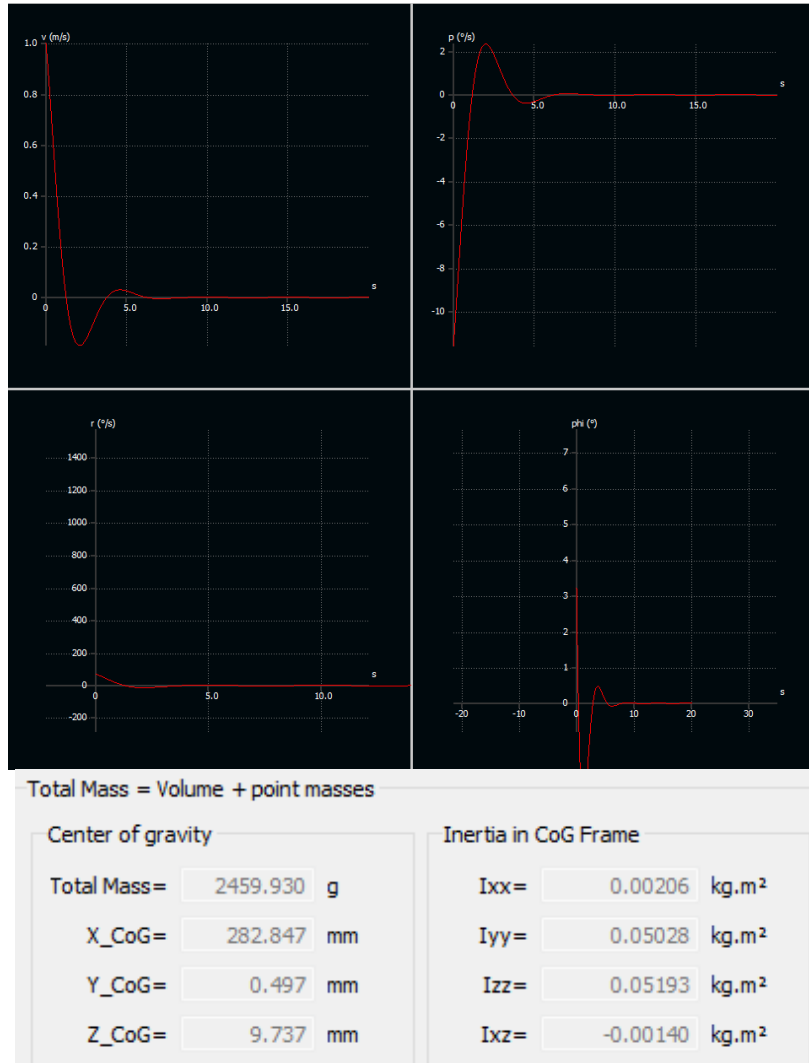 v (m/s)
1.0
0.8
0.6
0.4
0.2
0
s
0 5.0 10.0 15.0
p (°/s)
2
0
s
0 5.0 10.0 15.0
-2
-4
-6
-8
-10
r (°/s)
1400
1200
1000
800
600
400
200
0
s
0 5.0 10.0
-200
phi (°)
7
6
5
4
3
2
1
0
s
-20 -10 0 10 20 30
Total Mass = Volume + point masses
Center of gravity
Total Mass= 2459.930 g
X_CoG= 282.847 mm
Y_CoG= 0.497 mm
Z_CoG= 9.737 mm
Inertia in CoG Frame
Ixx= 0.00206 kg.m²
Iyy= 0.05028 kg.m²
Izz= 0.05193 kg.m²
Ixz= -0.00140 kg.m²